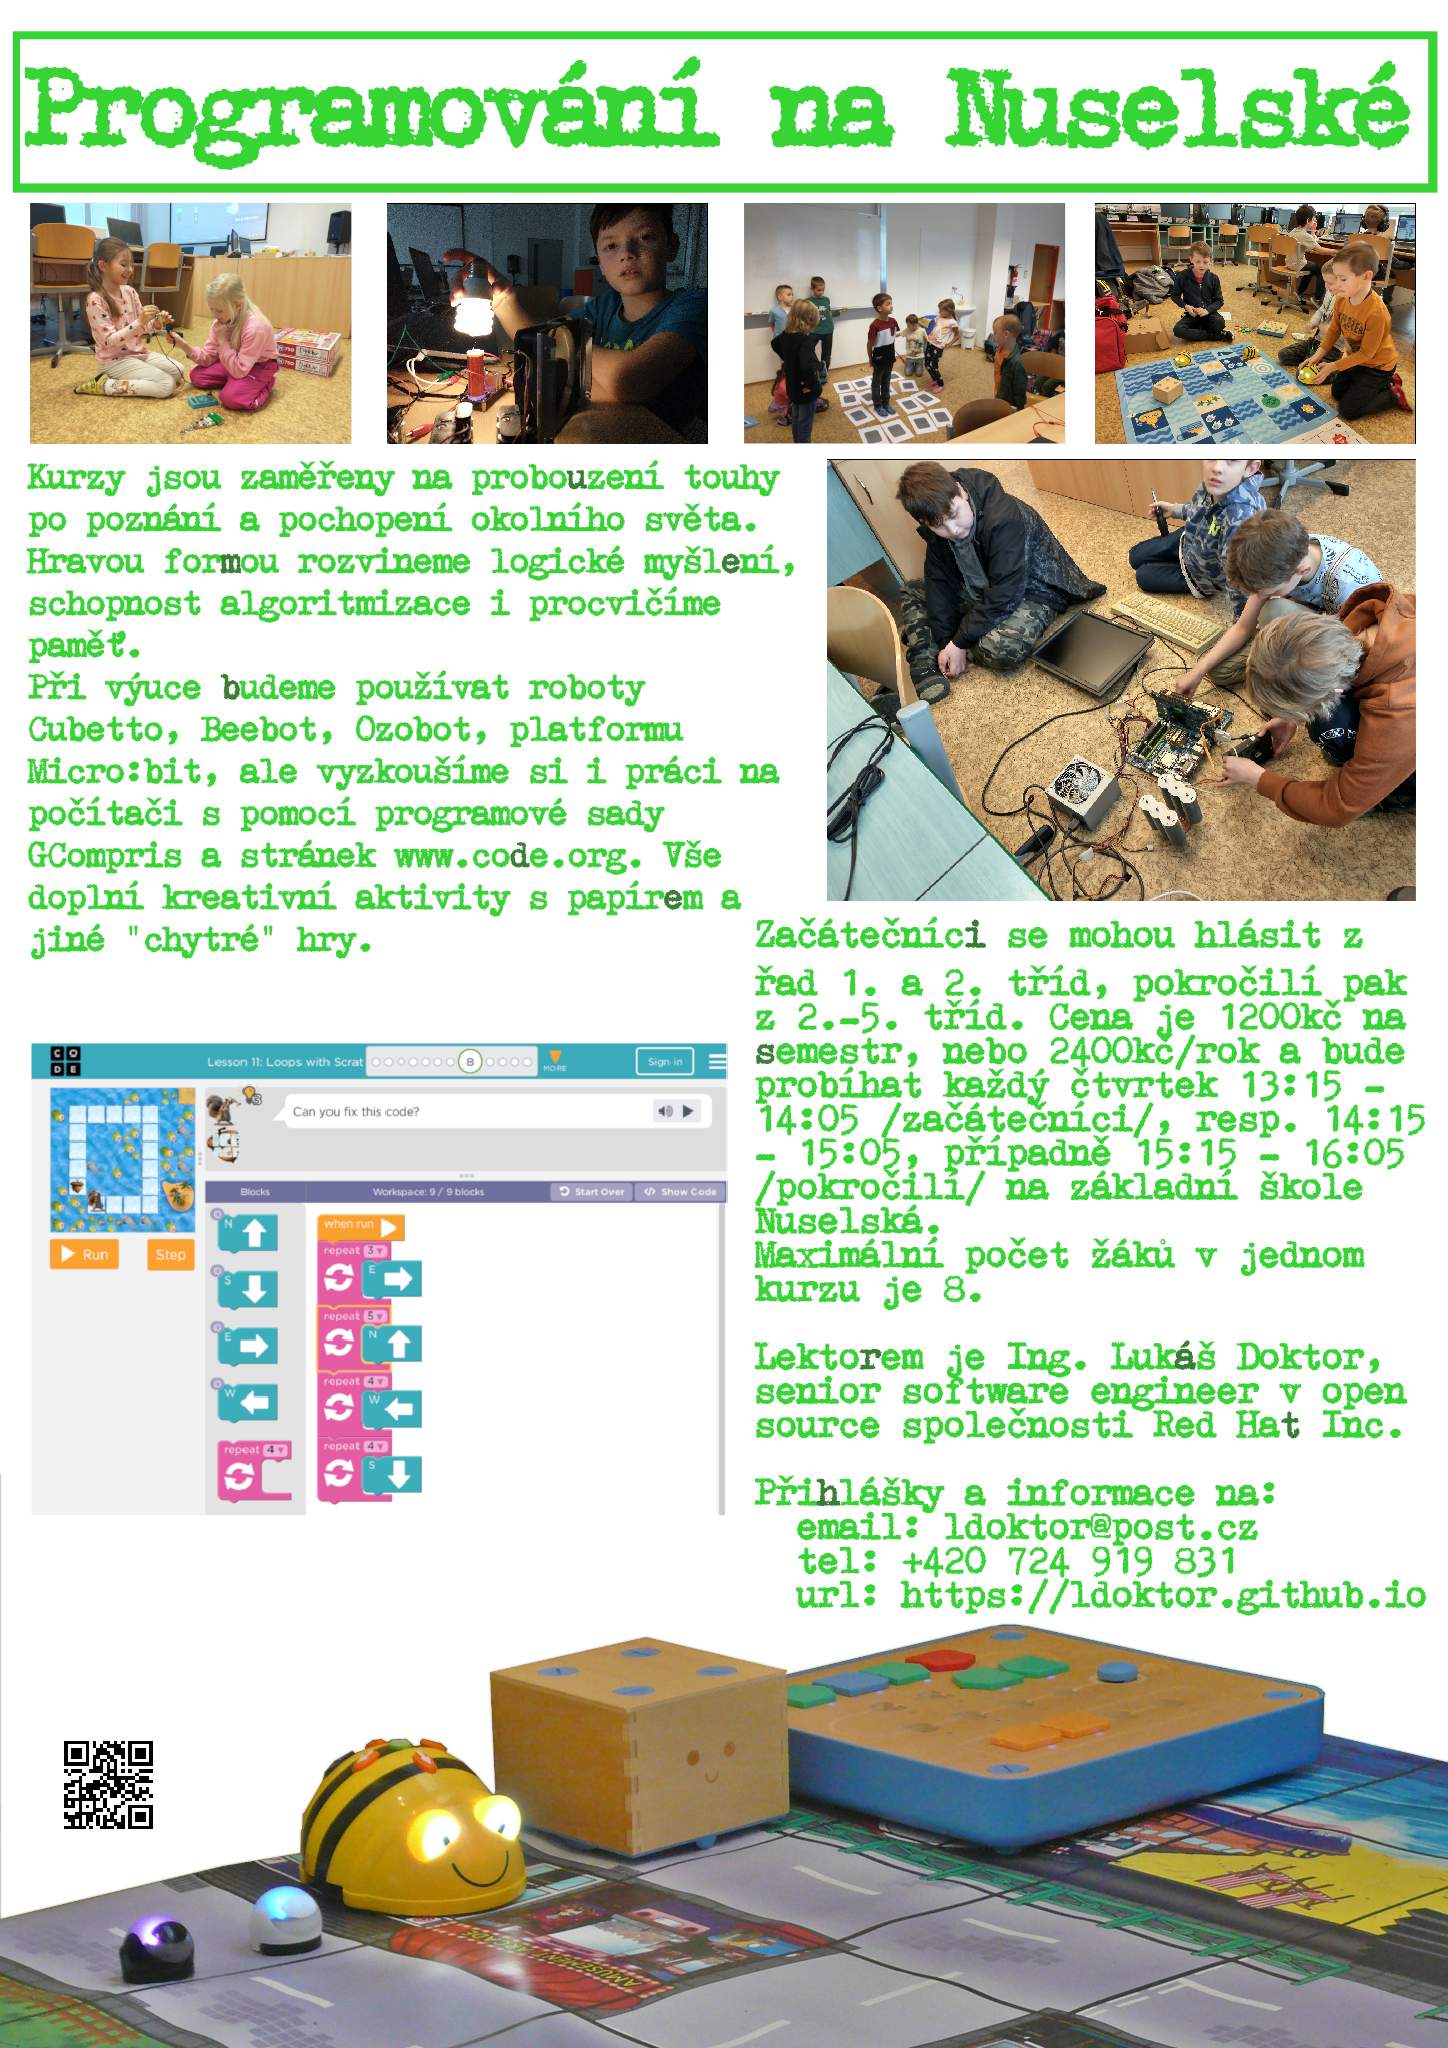 Programování na Nuselské
Kurzy jsou zaměřeny na probouzení touhy
po poznání a pochopení okolního světa.
Hravou formou rozvineme logické myšlení,
schopnost algoritmizace i procvičíme
paměť.
Při výuce budeme používat roboty
Cubetto, Beebot, Ozobot, platformu
Micro:bit, ale vyzkoušíme si i práci na
počítači s pomocí programové sady
GCompris a stránek www.code.org. Vše
doplní kreativní aktivity s papírem a
jiné "chytré" hry.
Začátečníci se mohou hlásit z
řad 1. a 2. tříd, pokročilí pak
z 2.-5. tříd. Cena je 1200kč na
semestr, nebo 2400kč/rok a bude
probíhat každý čtvrtek 13:15 -
14:05 /začátečníci/, resp. 14:15
- 15:05, případně 15:15 - 16:05
/pokročilí/ na základní škole
Nuselská.
Maximální počet žáků v jednom
kurzu je 8.
Lektorem je Ing. Lukáš Doktor,
senior software engineer v open
source společnosti Red Hat Inc.
Přihlášky a informace na:
email: ldoktor@post.cz
tel: +420 724 919 831
url: https://ldoktor.github.io
CODE
Lesson 11: Loops with Scrat
8
MORE
Sign in
3
Can you fix this code?
Blocks
Workspace: 9 / 9 blocks
Start Over
Show Code
Run
Step
N
S
E
W
repeat 4
when run
repeat 3
E
repeat 5
N
repeat 4
W
repeat 4
S
AMUSEMENT ARCADE